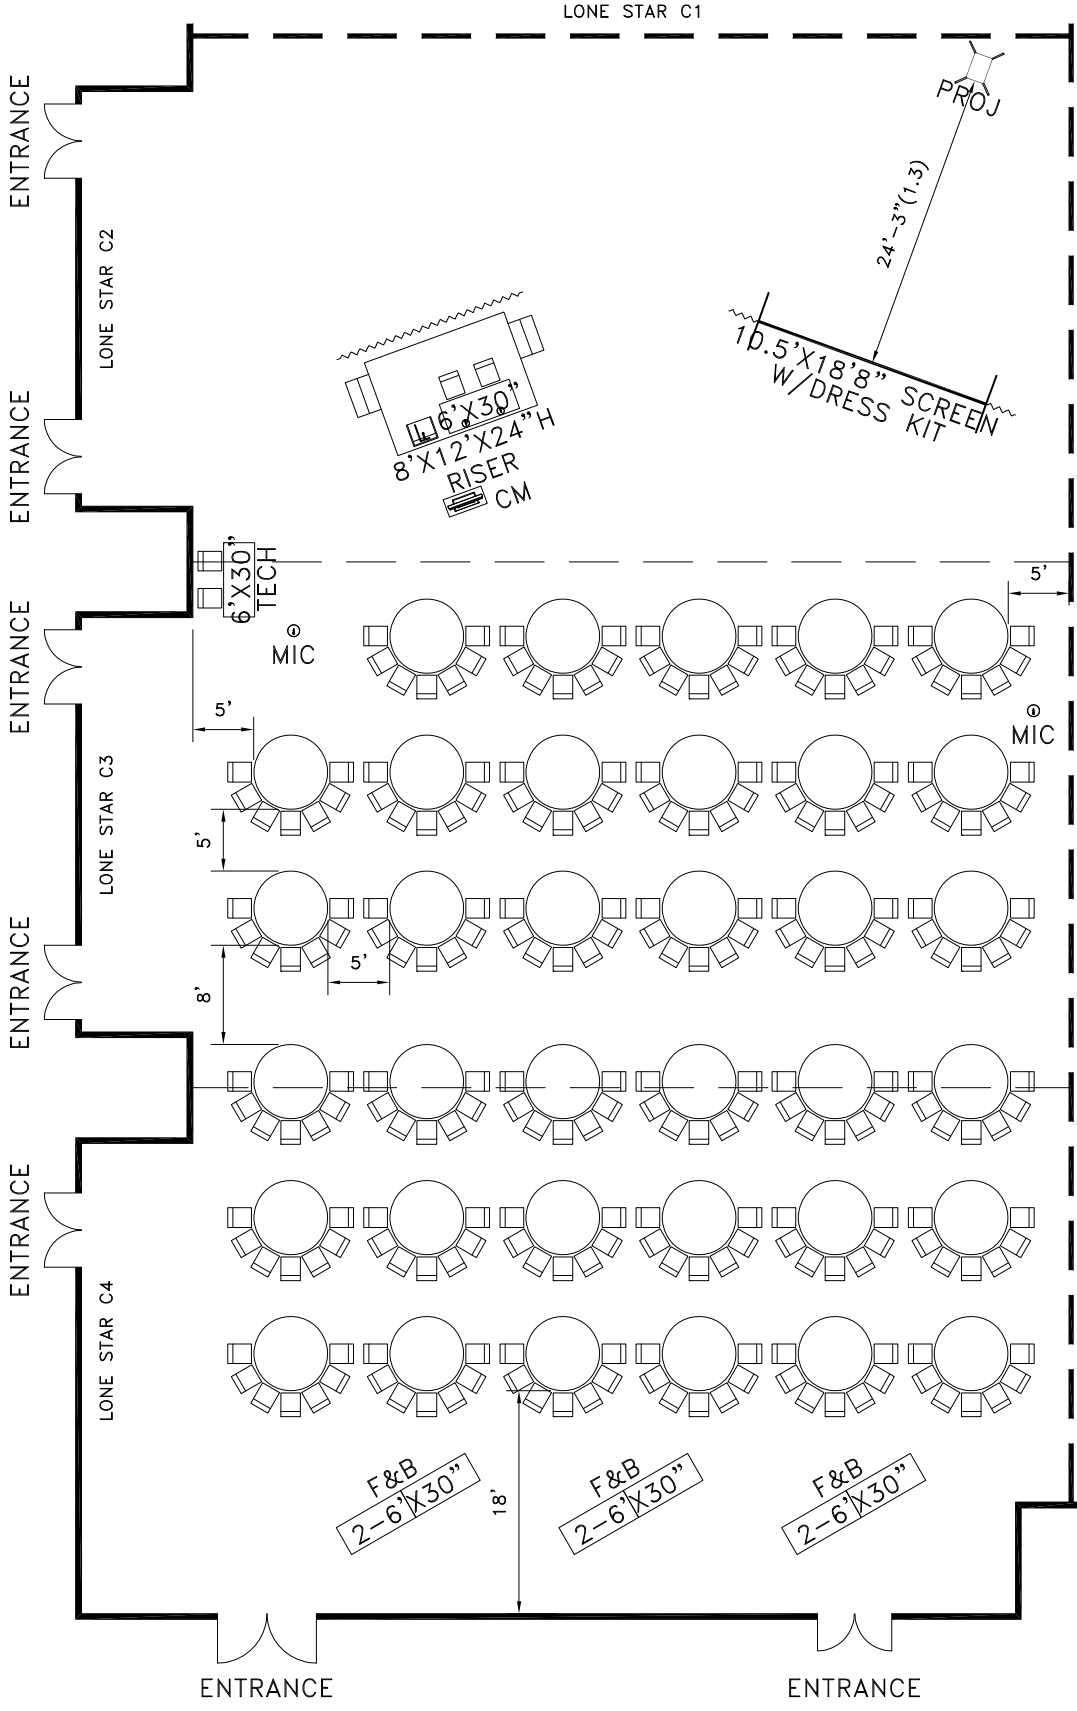 LONE STAR C1
PROJ
ENTRANCE
24'-3"(1.3)
LONE STAR C2
10.5'X18'8" SCREEN
W/DRESS KIT
6'X30"
8'X12'X24"H
RISER
CM
ENTRANCE
6'X30"
TECH
5'
ENTRANCE
MIC
5'
MIC
LONE STAR C3
5'
5'
8'
ENTRANCE
ENTRANCE
LONE STAR C4
F&B
2-6'X30"
18'
F&B
2-6'X30"
F&B
2-6'X30"
ENTRANCE
ENTRANCE